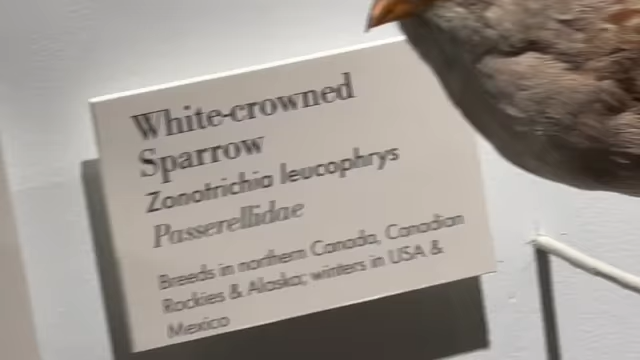 White-crowned
Sparrow
Zonotrichia leucophrys
Passerellidae
Breeds in northern Canada, Canadian
Rockies & Alaska; winters in USA &
Mexico